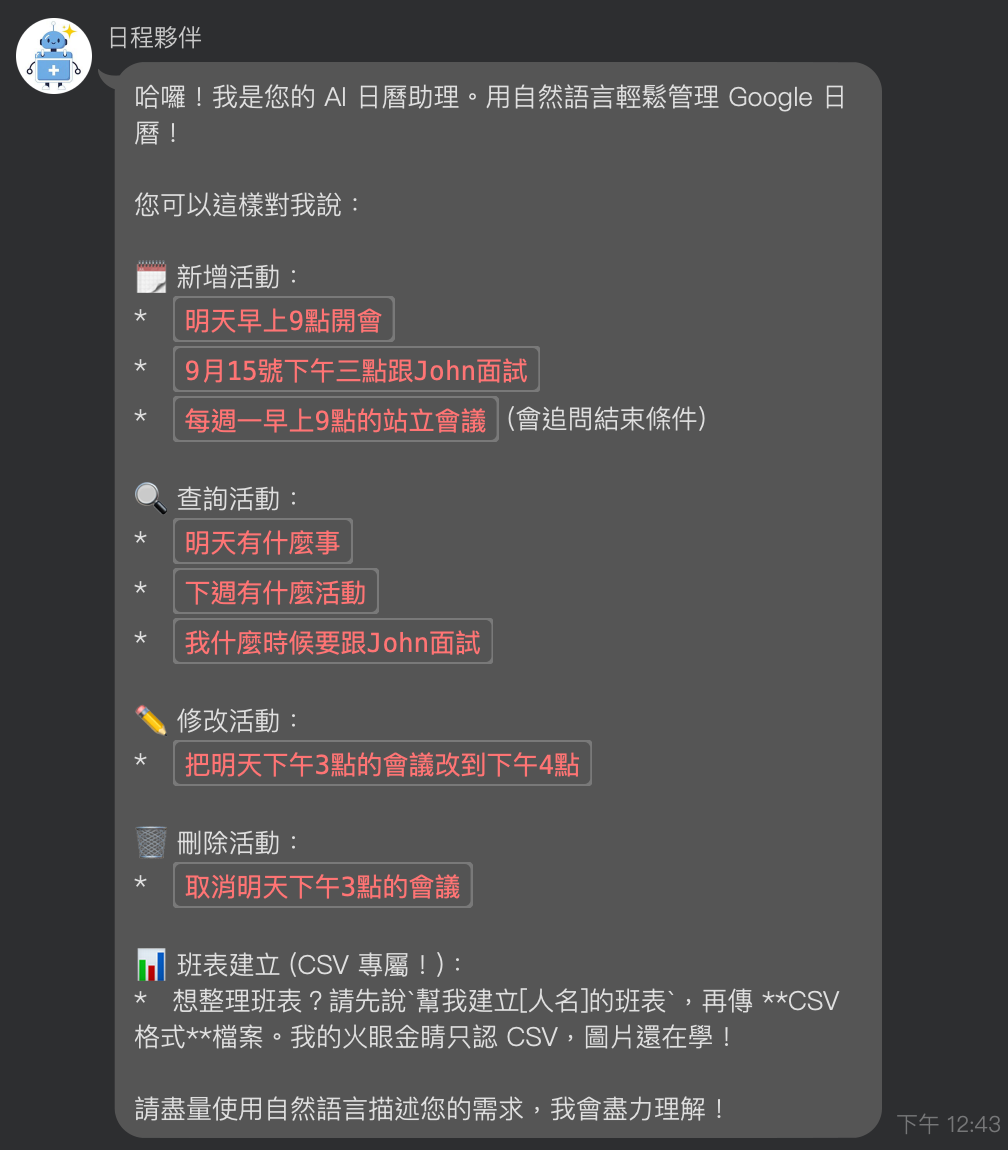 日程夥伴
哈囉！我是您的 AI 日曆助理。用自然語言輕鬆管理 Google 日
曆！
您可以這樣對我說：
🗓️ 新增活動：
* 明天早上9點開會
* 9月15號下午三點跟John面試
* 每週一早上9點的站立會議 (會追問結束條件)
🔍 查詢活動：
* 明天有什麼事
* 下週有什麼活動
* 我什麼時候要跟John面試
✏️ 修改活動：
* 把明天下午3點的會議改到下午4點
🗑️ 刪除活動：
* 取消明天下午3點的會議
📊 班表建立 (CSV 專屬！)：
* 想整理班表？請先說`幫我建立[人名]的班表`，再傳 **CSV
格式**檔案。我的火眼金睛只認 CSV，圖片還在學！
請盡量使用自然語言描述您的需求，我會盡力理解！
下午 12:43